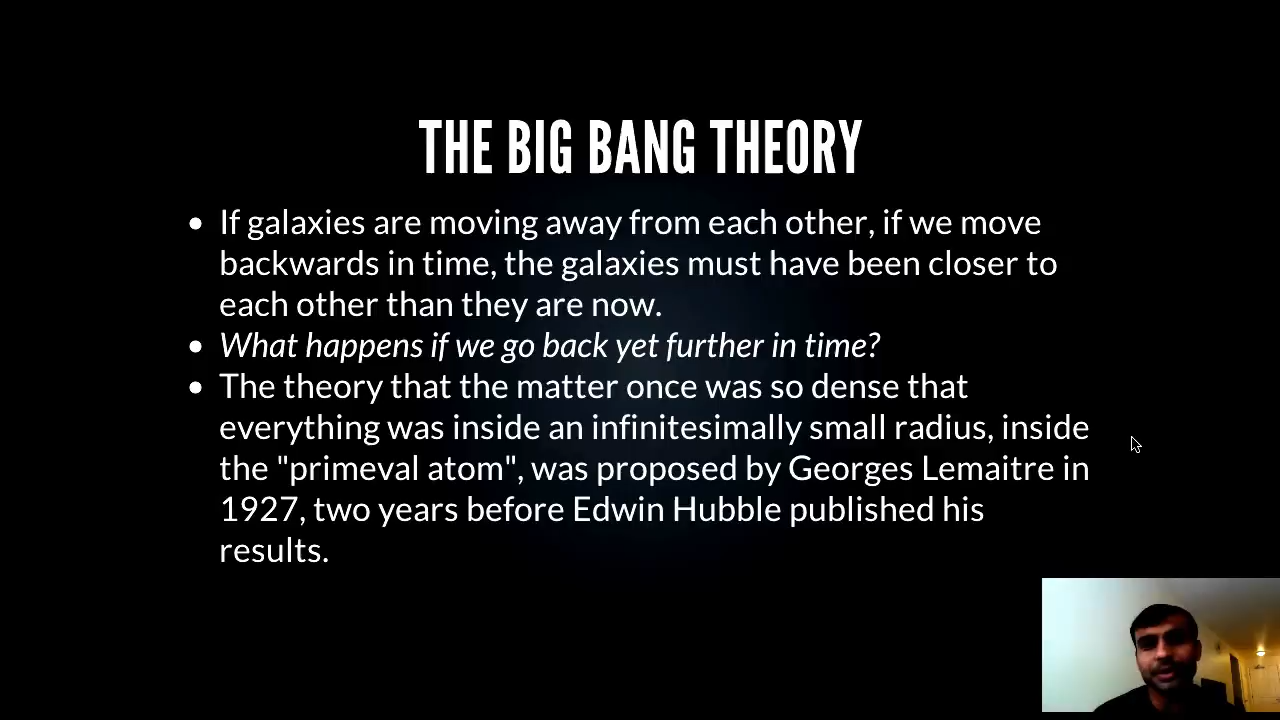 THE BIG BANG THEORY
• If galaxies are moving away from each other, if we move
backwards in time, the galaxies must have been closer to
each other than they are now.
• What happens if we go back yet further in time?
• The theory that the matter once was so dense that
everything was inside an infinitesimally small radius, inside
the "primeval atom", was proposed by Georges Lemaitre in
1927, two years before Edwin Hubble published his
results.